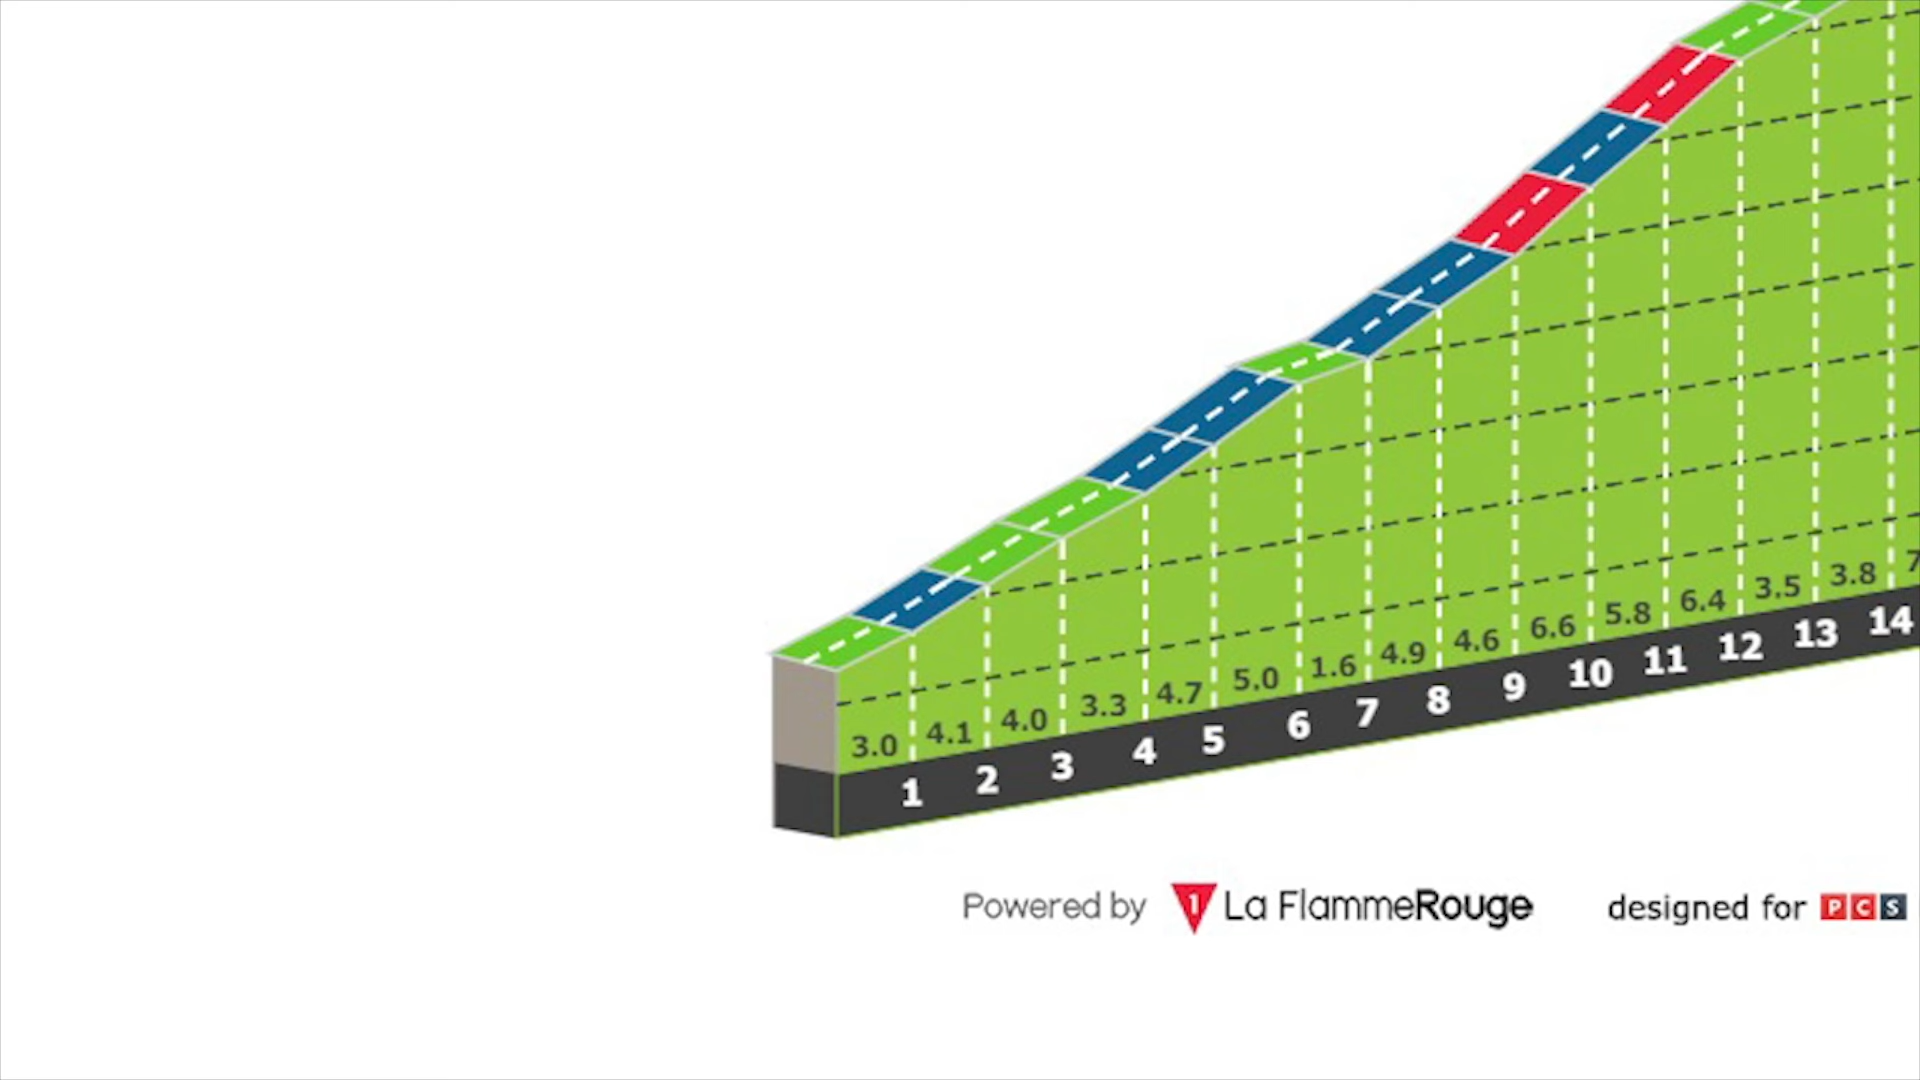 3.0 4.1 4.0 3.3 4.7 5.0 1.6 4.9 4.6 6.6 5.8 6.4 3.5 3.8
1 2 3 4 5 6 7 8 9 10 11 12 13 14
Powered by 1 La FlammeRouge designed for PCS